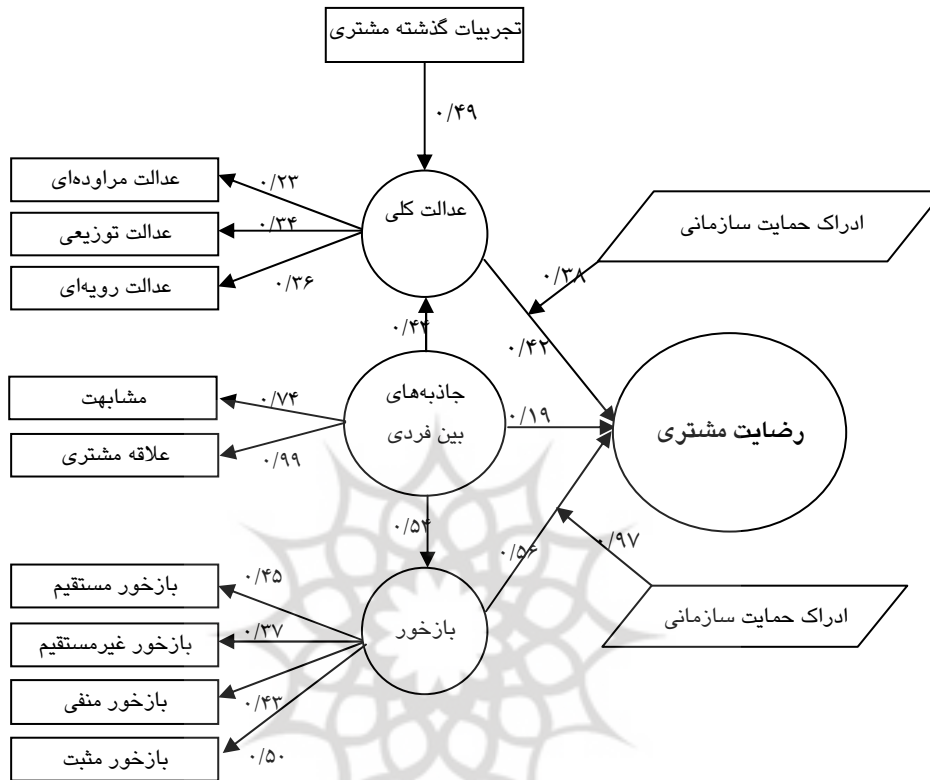 تجربیات گذشته مشتری
۰/۴۹
عدالت مراوده‌ای
۰/۲۳
عدالت کلی
ادراک حمایت سازمانی
عدالت توزیعی
۰/۳۴
عدالت رویه‌ای
۰/۳۶
۰/۳۸
۰/۴۴
۰/۴۲
مشابهت
۰/۷۴
جاذبه‌های
بین فردی
۰/۱۹
رضایت مشتری
علاقه مشتری
۰/۹۹
۰/۵۴
۰/۵۶
۰/۹۷
بازخور مستقیم
۰/۴۵
بازخور
ادراک حمایت سازمانی
بازخور غیرمستقیم
۰/۳۷
بازخور منفی
۰/۴۳
بازخور مثبت
۰/۵۰